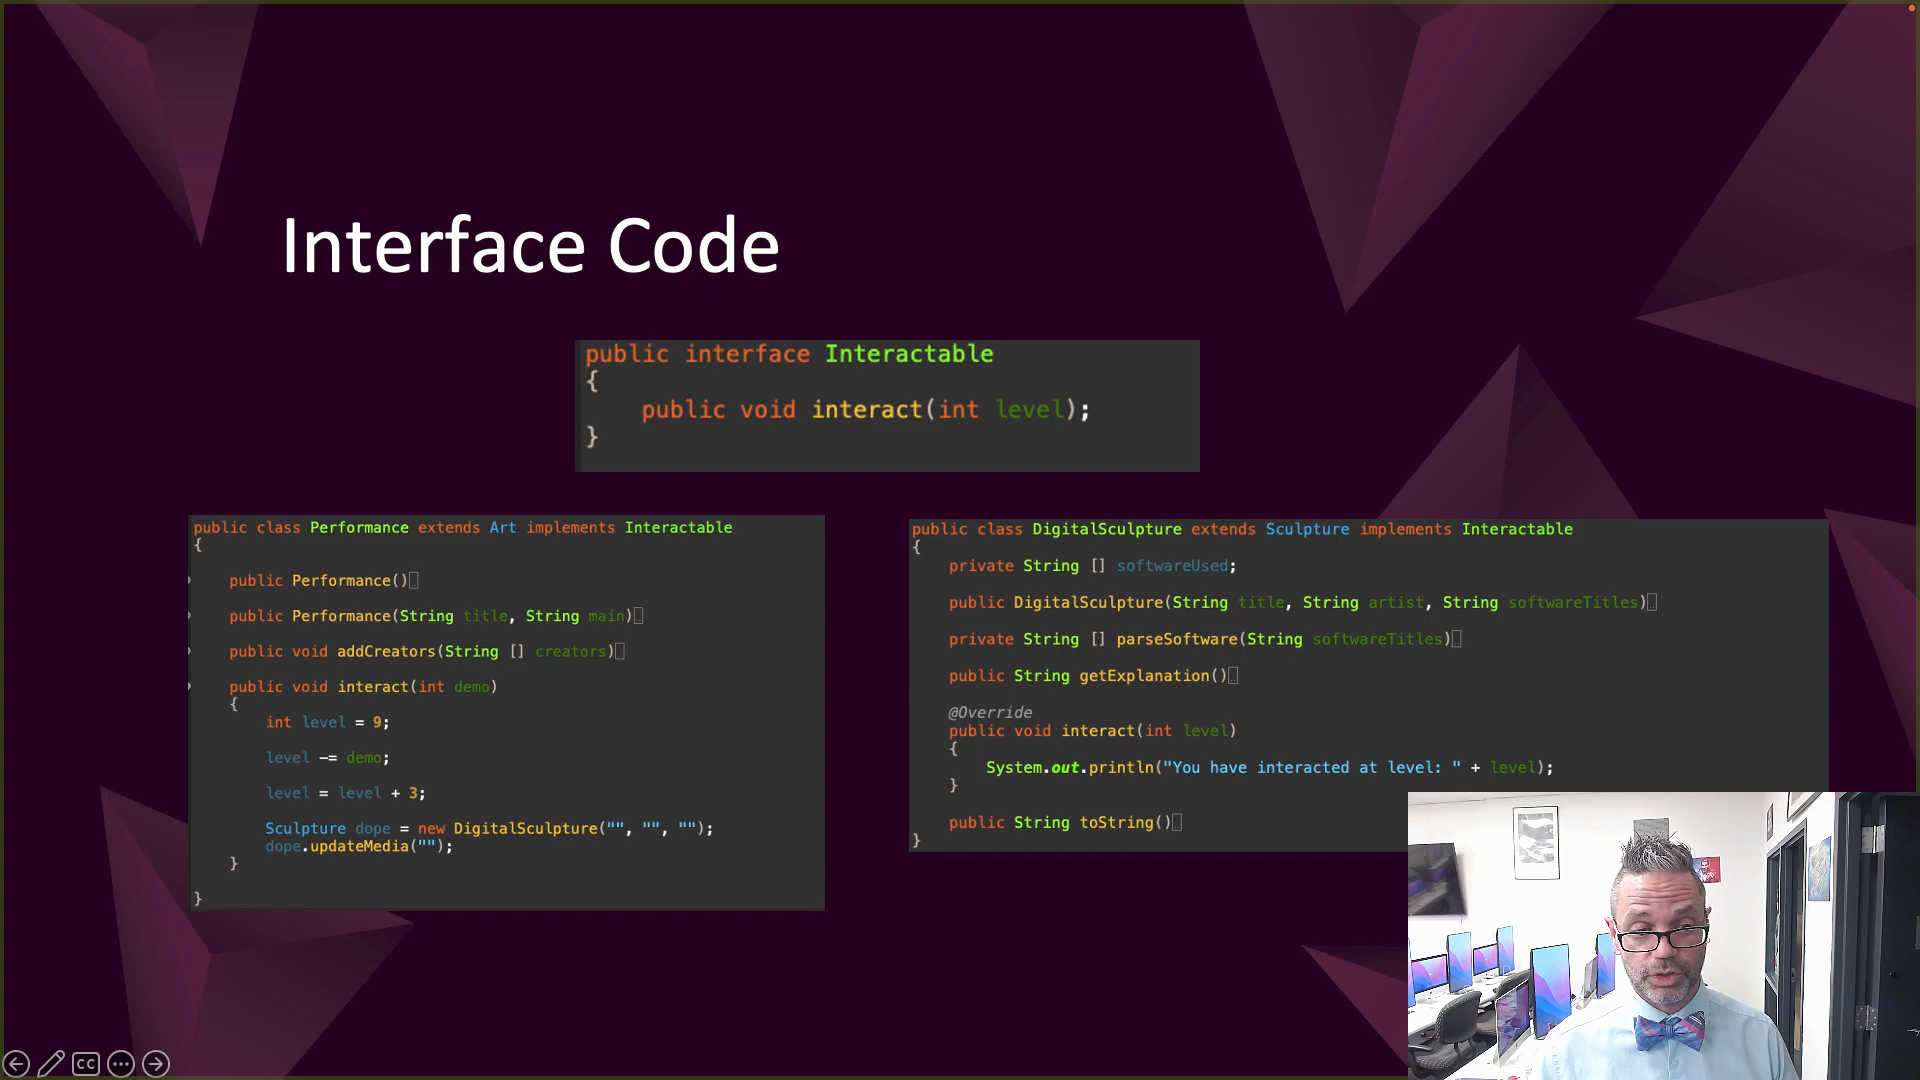 Interface Code
public interface Interactable
{
public void interact(int level);
}
public class Performance extends Art implements Interactable
{
public Performance()
public Performance(String title, String main)
public void addCreators(String [] creators)
public void interact(int demo)
{
int level = 9;
level -= demo;
level = level + 3;
Sculpture dope = new DigitalSculpture("", "", "");
dope.updateMedia("");
}
}
public class DigitalSculpture extends Sculpture implements Interactable
{
private String [] softwareUsed;
public DigitalSculpture(String title, String artist, String softwareTitles)
private String [] parseSoftware(String softwareTitles)
public String getExplanation()
@Override
public void interact(int level)
{
System.out.println("You have interacted at level: " + level);
}
public String toString()
}
CC